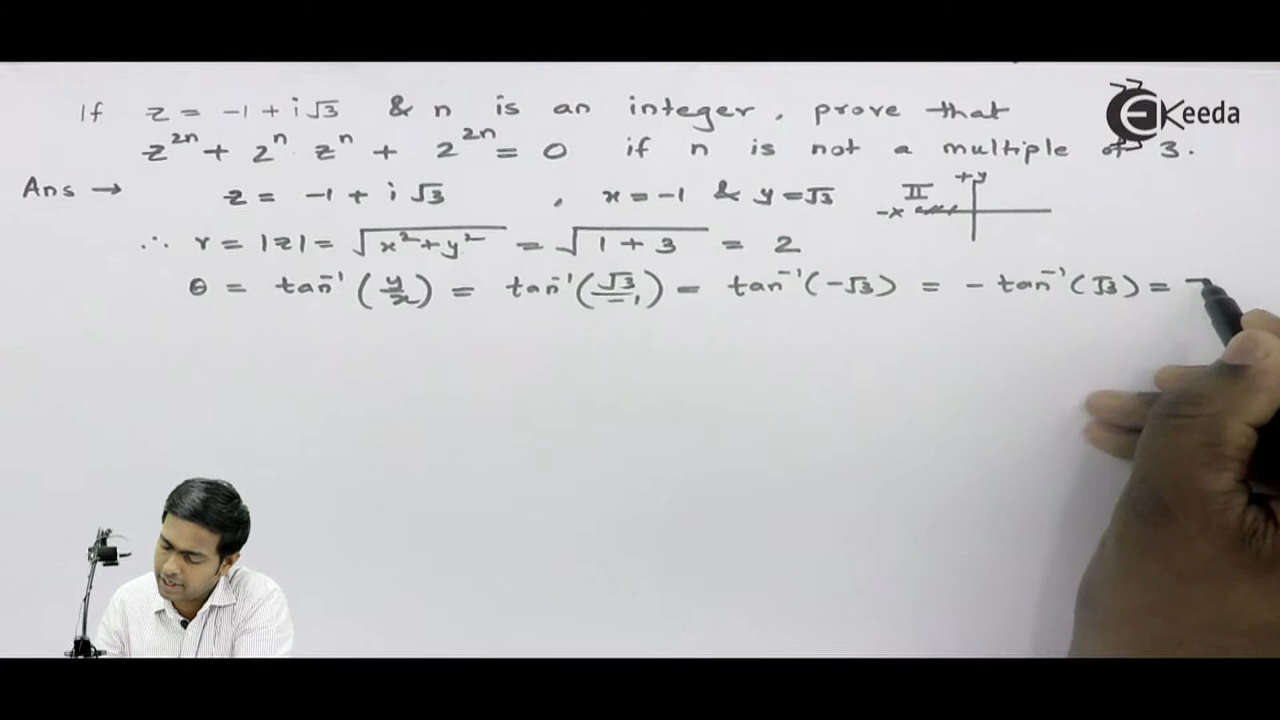 If z = -1 + i√3 & n is an integer, prove that
z^2n + 2^n. z^n + 2^2n = 0 if n is not a multiple of 3.
Ekeeda
Ans → z = -1 + i√3 , x = -1 & y = √3
II
+y
-x
∴ r = |z| = √(x²+y²) = √(1 + 3) = 2
θ = tan⁻¹(y/x) = tan⁻¹(√3/-1) = tan⁻¹(-√3) = - tan⁻¹(√3) =